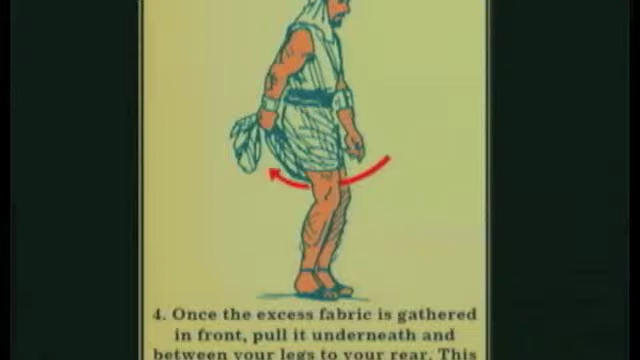 4. Once the excess fabric is gathered
in front, pull it underneath and
between your legs to your rear. This